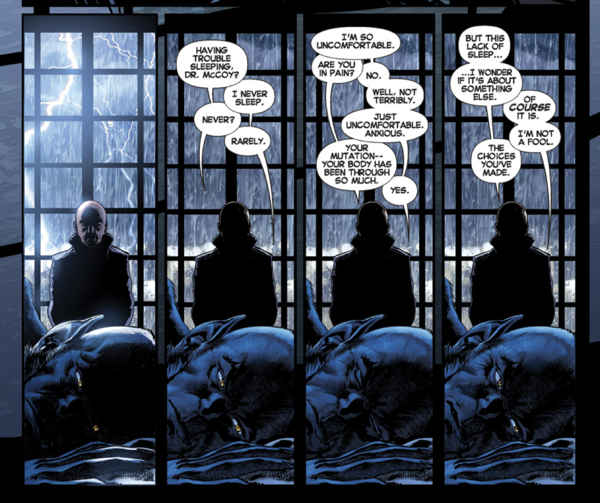 HAVING
TROUBLE
SLEEPING,
DR. McCOY?
I NEVER
SLEEP.
NEVER?
RARELY.
I'M SO
UNCOMFORTABLE.
ARE YOU
IN PAIN?
NO.
WELL, NOT
TERRIBLY.
JUST
UNCOMFORTABLE.
ANXIOUS.
YOUR
MUTATION--
YOUR BODY HAS
BEEN THROUGH
SO MUCH.
YES.
BUT THIS
LACK OF
SLEEP...
...I WONDER
IF IT'S ABOUT
SOMETHING
ELSE.
OF
COURSE
IT IS.
I'M NOT
A FOOL.
THE
CHOICES
YOU'VE
MADE.